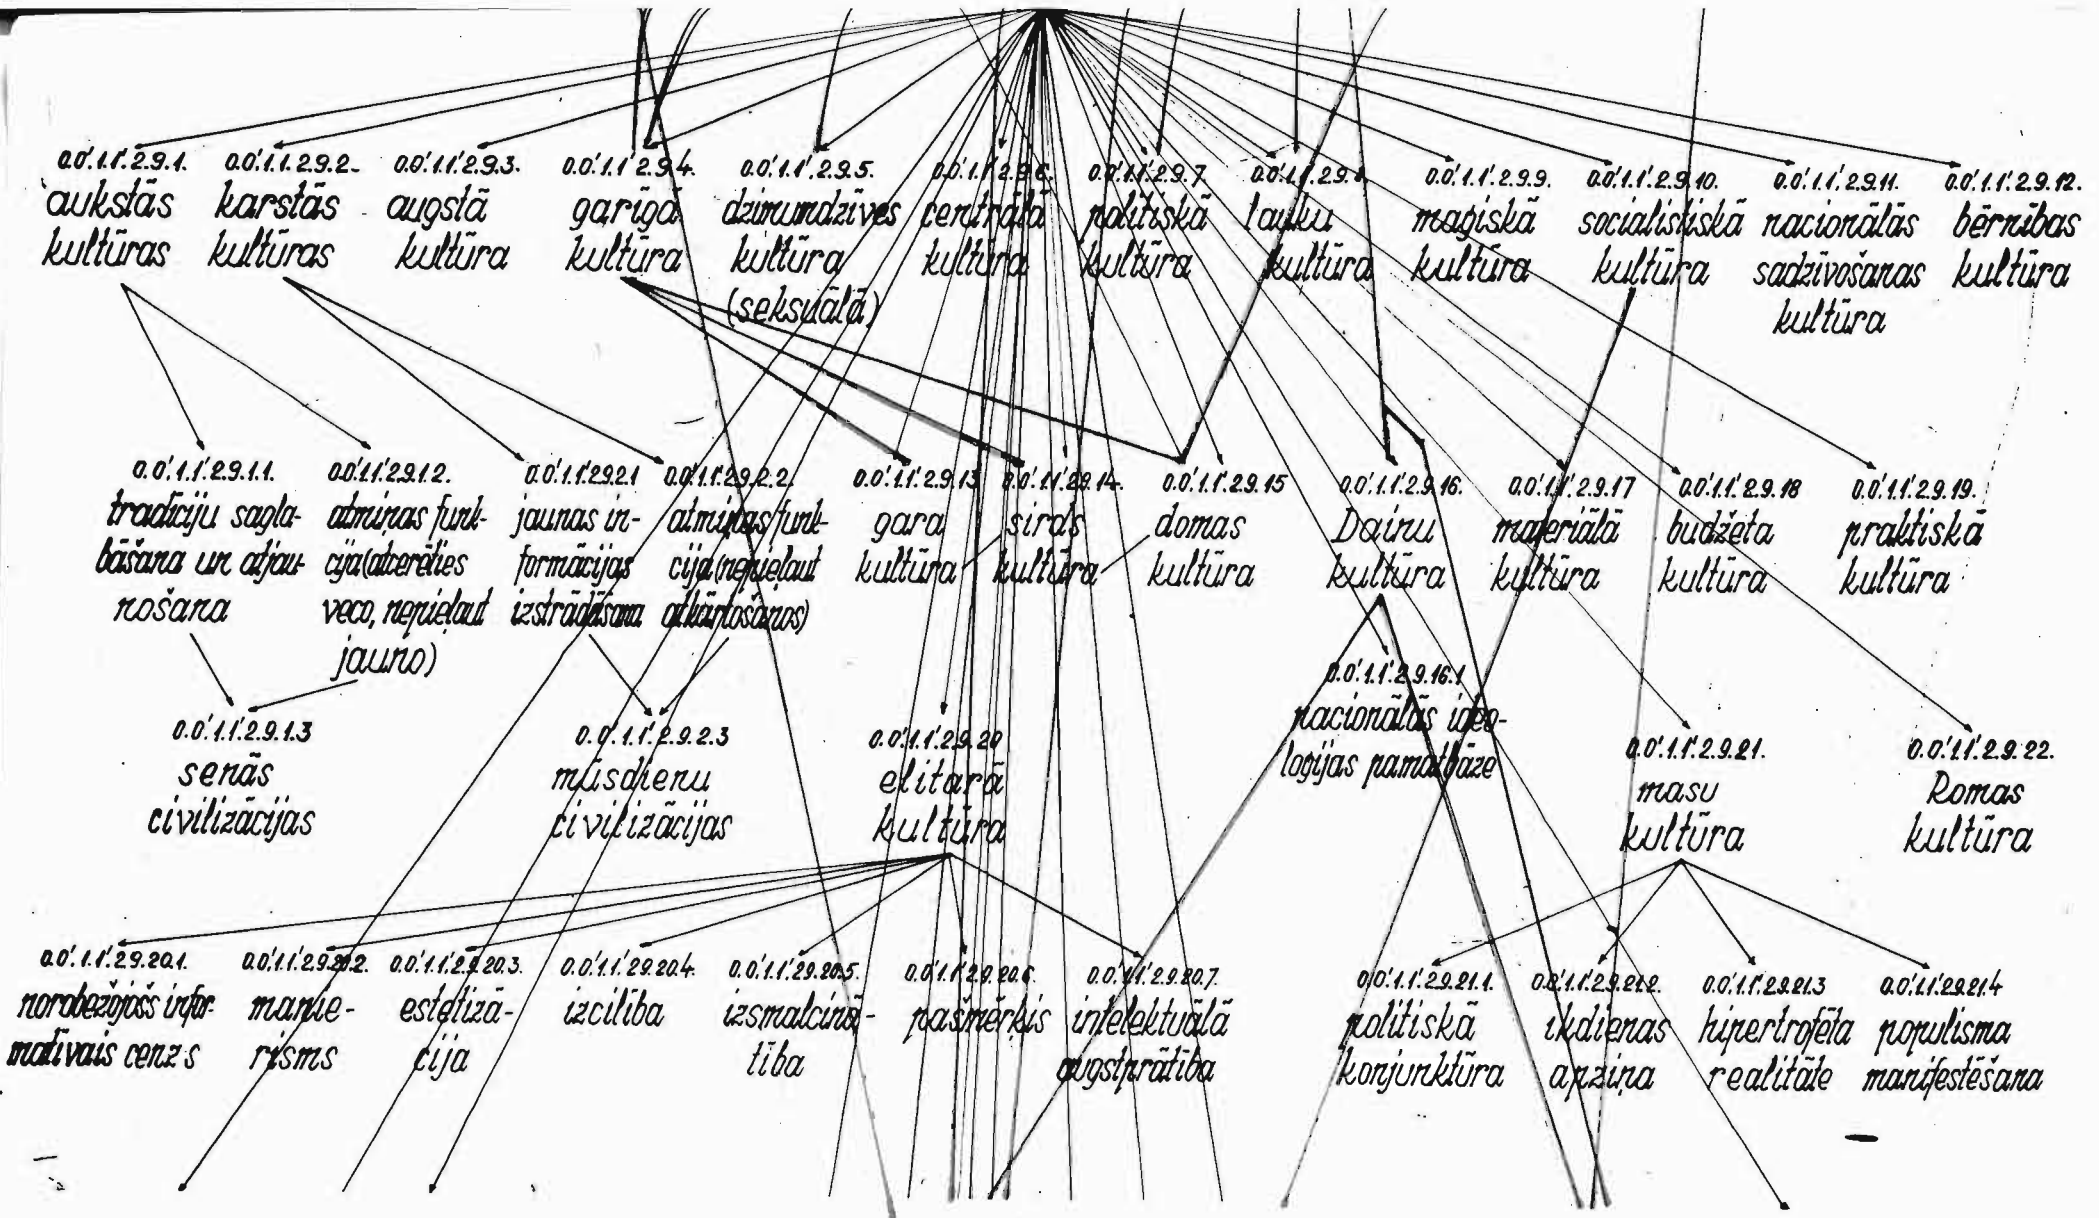 0.0'.1.1'.2.9.1.
aukstās
kultūras
0.0'.1.1.2.9.2.
karstās
kultūras
0.0'.1.1'.2.9.3.
augstā
kultūra
0.0'.1.1'2.9.4.
garīgā
kultūra
0.0'.1.1'.2.9.5.
dzimumdzīves
kultūra
(seksuālā)
0.0'.1.1'2.9.6.
centrālā
kultūra
0.0'.1.1'.2.9.7
politiskā
kultūra
lauku
kultūra
0.0'.1.1'.2.9.9.
maģiskā
kultūra
0.0'.1.1'.2.9.10.
socialistiskā
kultūra
0.0'.1.1'.2.9.11.
nacionālās
sadzīvošanas
kultūra
0.0'.1.1'.2.9.12.
bērnības
kultūra
0.0'.1.1'.2.9.1.1.
tradīciju sagla-
bāšana un atjau-
nošana
0.0'.1.1'.2.9.1.2.
atmiņas funk-
cija(atcerēties
veco, nepieļaut
jauno)
0.0'.1.1'.2.9.2.1
jaunas in-
formācijas
izstrādāšana
0.0'.1.1'.2.9.2.2.
atmiņas funk-
cija(nepieļaut
atkārtošanos)
0.0'.1.1'.2.9.13
gara
kultūra
0.0'.1.1'.2.9.14.
sirds
kultūra
0.0'.1.1'.2.9.15
domas
kultūra
0.0'.1.1'.2.9.16.
Dainu
kultūra
0.0'.1.1'.2.9.17
materiālā
kultūra
0.0'.1.1'.2.9.18
budžeta
kultūra
0.0'.1.1'.2.9.19.
praktiskā
kultūra
0.0'.1.1'.2.9.16.1
nacionālās ideo-
loģijas pamatbāze
0.0'.1.1'.2.9.1.3
senās
civilizācijas
0.0'.1.1'.2.9.2.3
mūsdienu
civilizācijas
0.0'.1.1'.2.9.20
elitārā
kultūra
0.0'.1.1'.2.9.21.
masu
kultūra
0.0'.1.1'.2.9.22.
Romas
kultūra
0.0'.1.1'.2.9.20.1.
norobežojošs infor-
matīvais cenzs
0.0'.1.1'.2.9.20.2.
manie-
risms
0.0'.1.1'.2.9.20.3.
estetizā-
cija
0.0'.1.1'.2.9.20.4.
izcilība
0.0'.1.1'.2.9.20.5.
izsmalcinā-
tība
0.0'.1.1'.2.9.20.6.
pašmērķis
0.0'.1.1'.2.9.20.7.
intelektuālā
augstprātība
0.0'.1.1'.2.9.21.1.
politiskā
konjunktūra
0.0'.1.1'.2.9.21.2.
ikdienas
apziņa
0.0'.1.1'.2.9.21.3
hipertrofēta
realitāte
0.0'.1.1'.2.9.21.4
populisma
manifestēšana